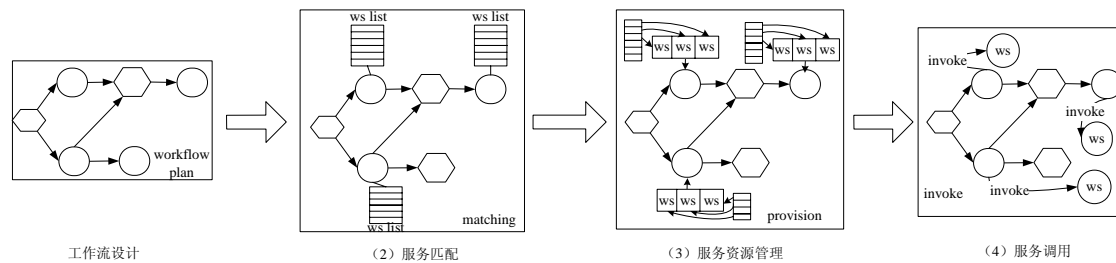 workflow
plan
ws list
ws list
ws list
matching
ws
ws
ws
ws
ws
ws
ws
ws
ws
provision
ws
invoke
invoke
ws
invoke
invoke
ws
工作流设计
（2）服务匹配
（3）服务资源管理
（4）服务调用